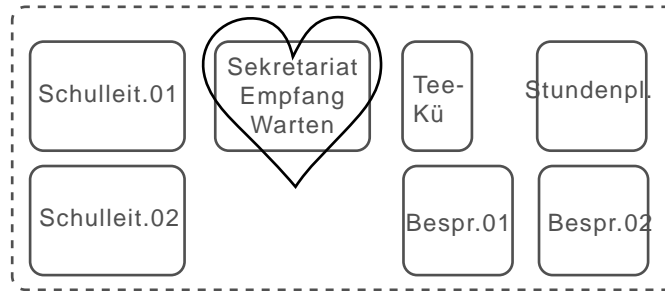 Schulleit.01
Sekretariat
Empfang
Warten
Tee-
Kü
Stundenpl.
Schulleit.02
Bespr.01
Bespr.02